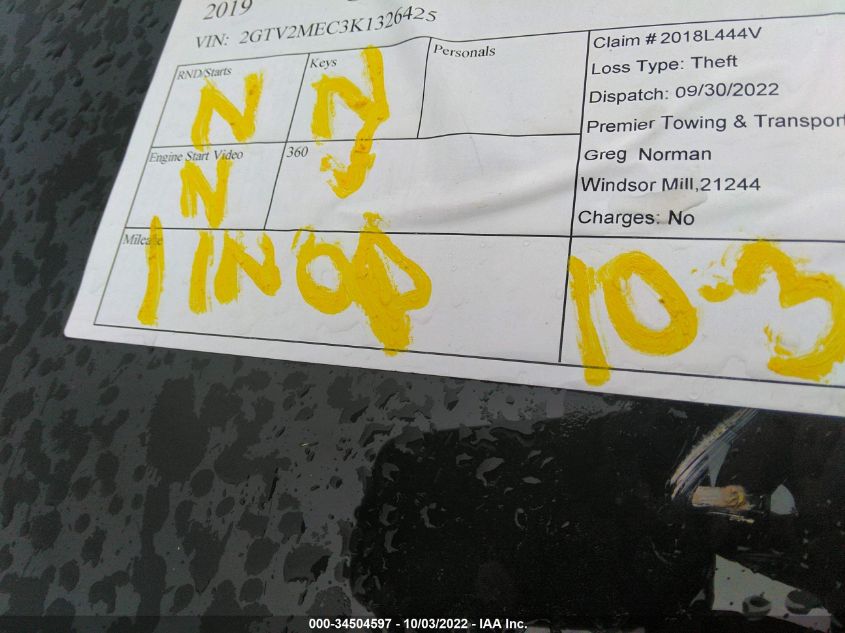 2019
VIN: 2GTV2MEC3K1326425
RND/Starts
N
Keys
N
Personals
Engine Start Video
N
360
Mileage
INOP
Claim # 2018L444V
Loss Type: Theft
Dispatch: 09/30/2022
Premier Towing & Transport
Greg Norman
Windsor Mill,21244
Charges: No
10-3
000-34504597 - 10/03/2022 - IAA Inc.